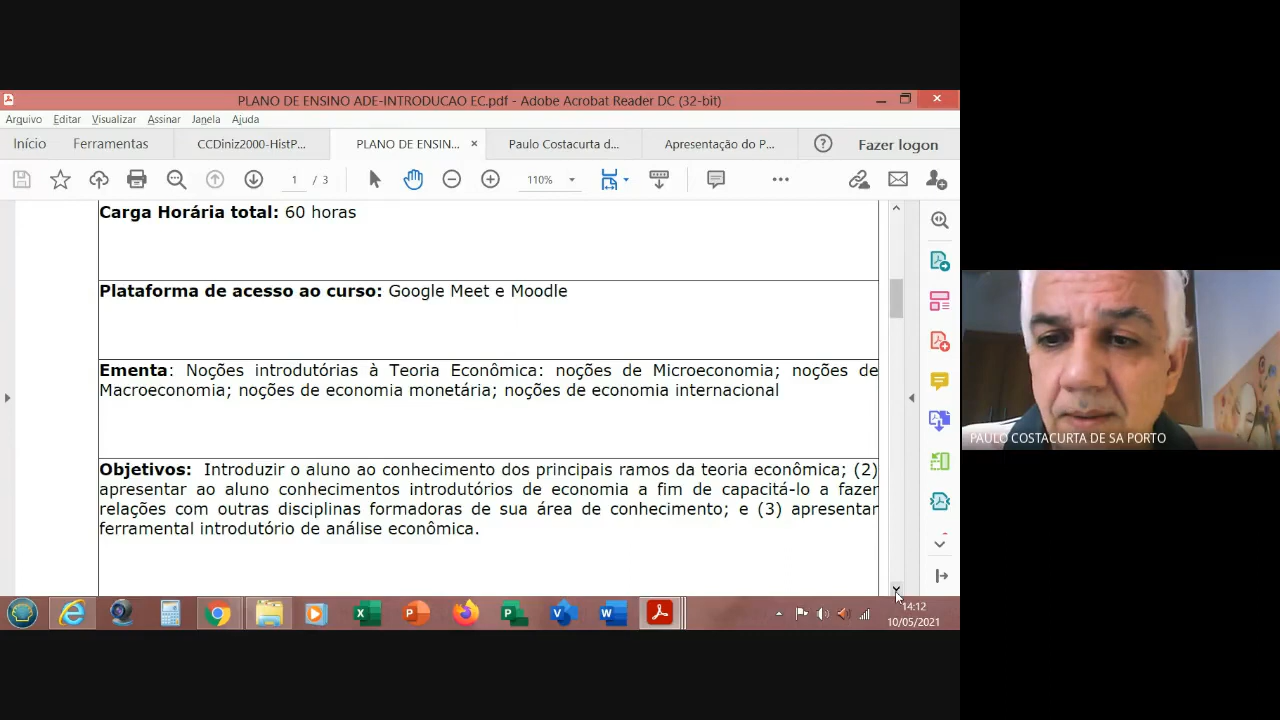 PLANO DE ENSINO ADE-INTRODUCAO EC.pdf - Adobe Acrobat Reader DC (32-bit)
Arquivo Editar Visualizar Assinar Janela Ajuda
Início Ferramentas CCDiniz2000-HistP... PLANO DE ENSIN... Paulo Costacurta d... Apresentação do P... Fazer logon
1 / 3 110%
Carga Horária total: 60 horas
Plataforma de acesso ao curso: Google Meet e Moodle
Ementa: Noções introdutórias à Teoria Econômica: noções de Microeconomia; noções de
Macroeconomia; noções de economia monetária; noções de economia internacional
Objetivos: Introduzir o aluno ao conhecimento dos principais ramos da teoria econômica; (2)
apresentar ao aluno conhecimentos introdutórios de economia a fim de capacitá-lo a fazer
relações com outras disciplinas formadoras de sua área de conhecimento; e (3) apresentar
ferramental introdutório de análise econômica.
PAULO COSTACURTA DE SA PORTO
14:12
10/05/2021